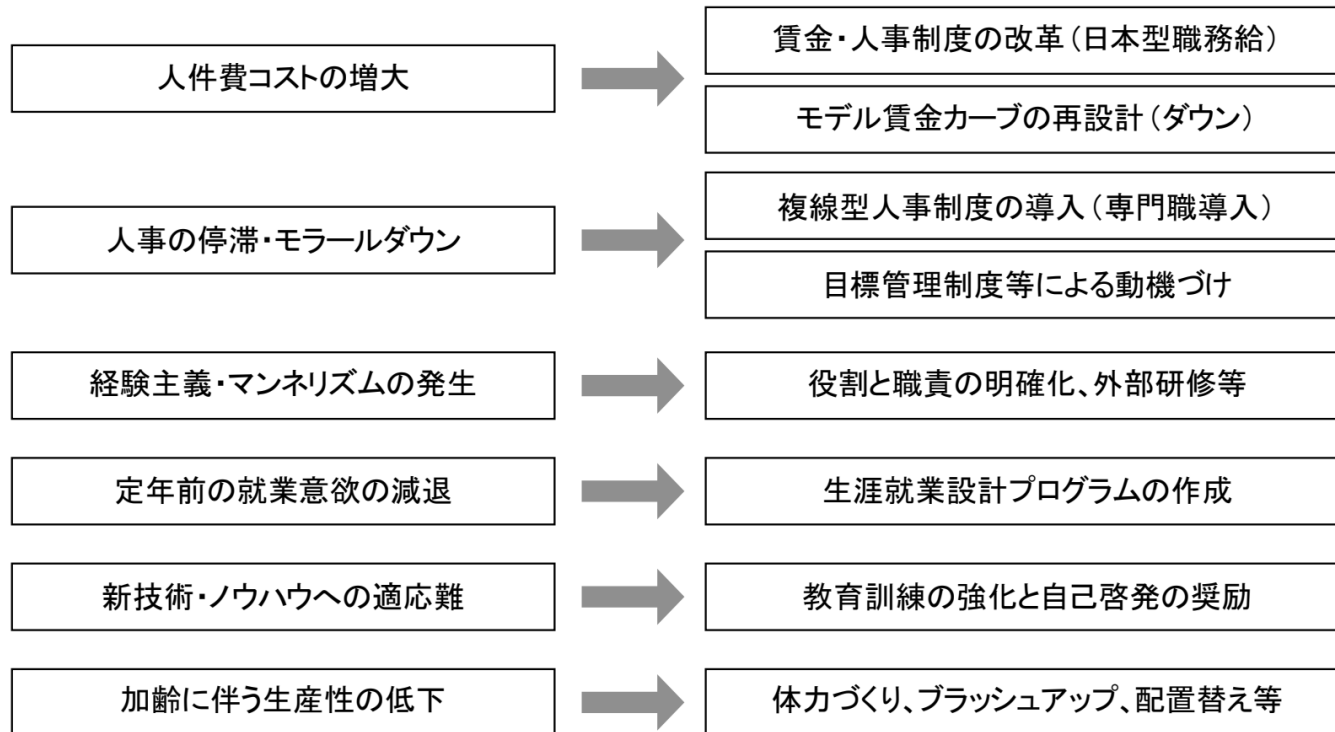 人件費コストの増大
賃金・人事制度の改革（日本型職務給）
モデル賃金カーブの再設計（ダウン）
人事の停滞・モラールダウン
複線型人事制度の導入（専門職導入）
目標管理制度等による動機づけ
経験主義・マンネリズムの発生
役割と職責の明確化、外部研修等
定年前の就業意欲の減退
生涯就業設計プログラムの作成
新技術・ノウハウへの適応難
教育訓練の強化と自己啓発の奨励
加齢に伴う生産性の低下
体力づくり、ブラッシュアップ、配置替え等